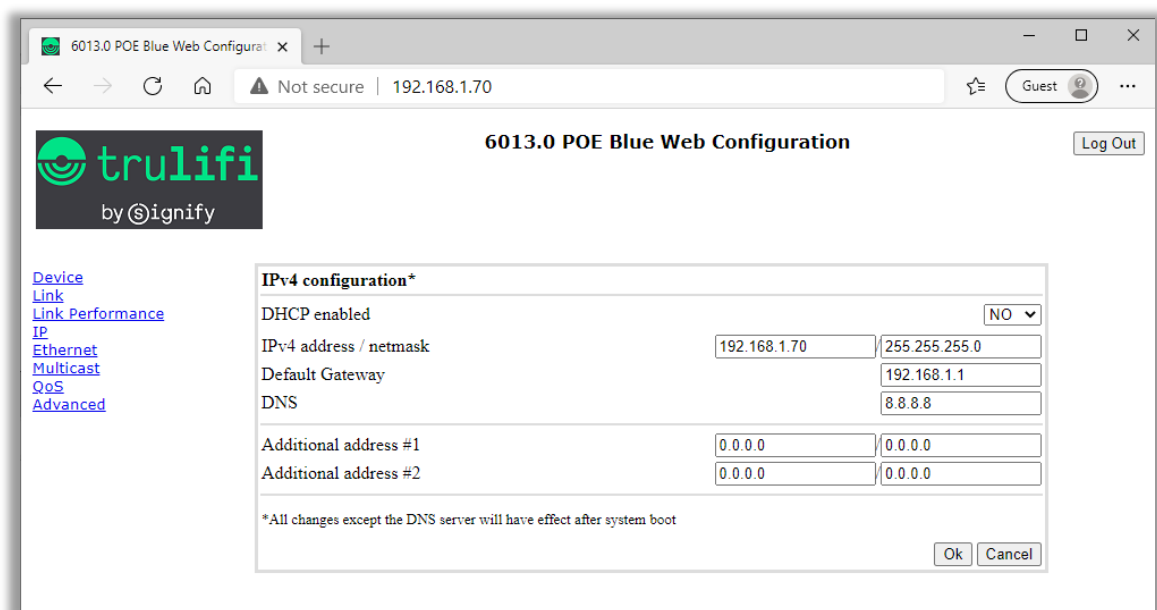 6013.0 POE Blue Web Configurat
Not secure | 192.168.1.70
Guest
trulifi
by signify
6013.0 POE Blue Web Configuration
Log Out
Device
Link
Link Performance
IP
Ethernet
Multicast
QoS
Advanced
IPv4 configuration*
DHCP enabled NO
IPv4 address / netmask 192.168.1.70 / 255.255.255.0
Default Gateway 192.168.1.1
DNS 8.8.8.8
Additional address #1 0.0.0.0 / 0.0.0.0
Additional address #2 0.0.0.0 / 0.0.0.0
*All changes except the DNS server will have effect after system boot
Ok Cancel